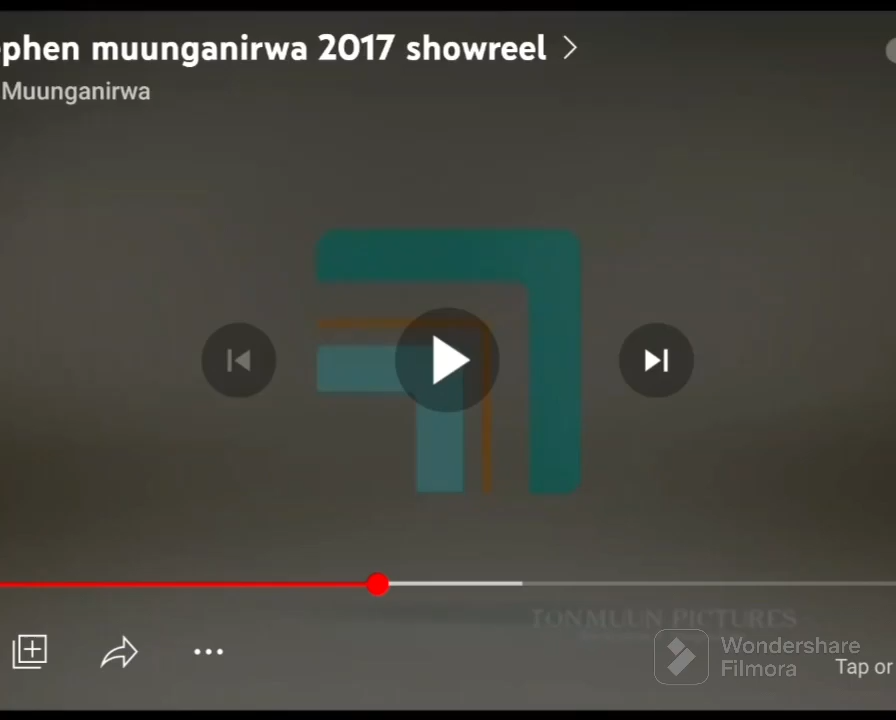 phen muunganirwa 2017 showreel
Muunganirwa
TONMUUN PICTURES
Wondershare
Filmora
Tap or